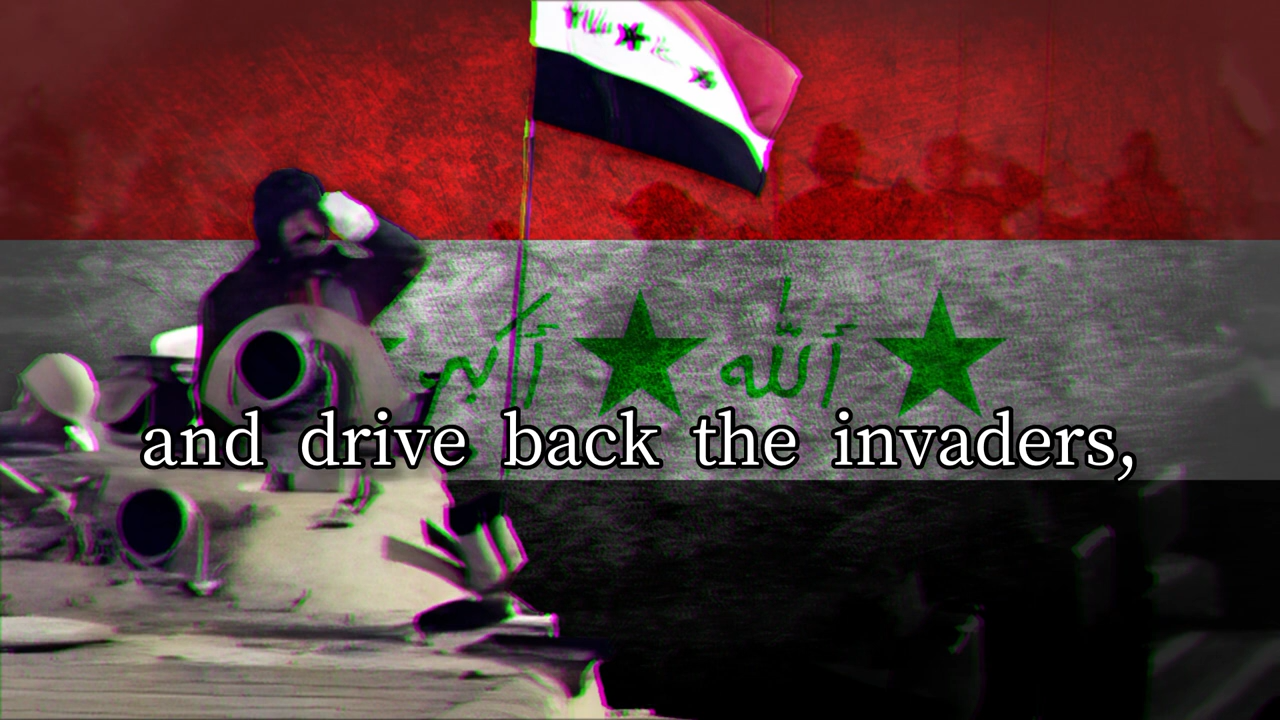 الله أكبر
and drive back the invaders,